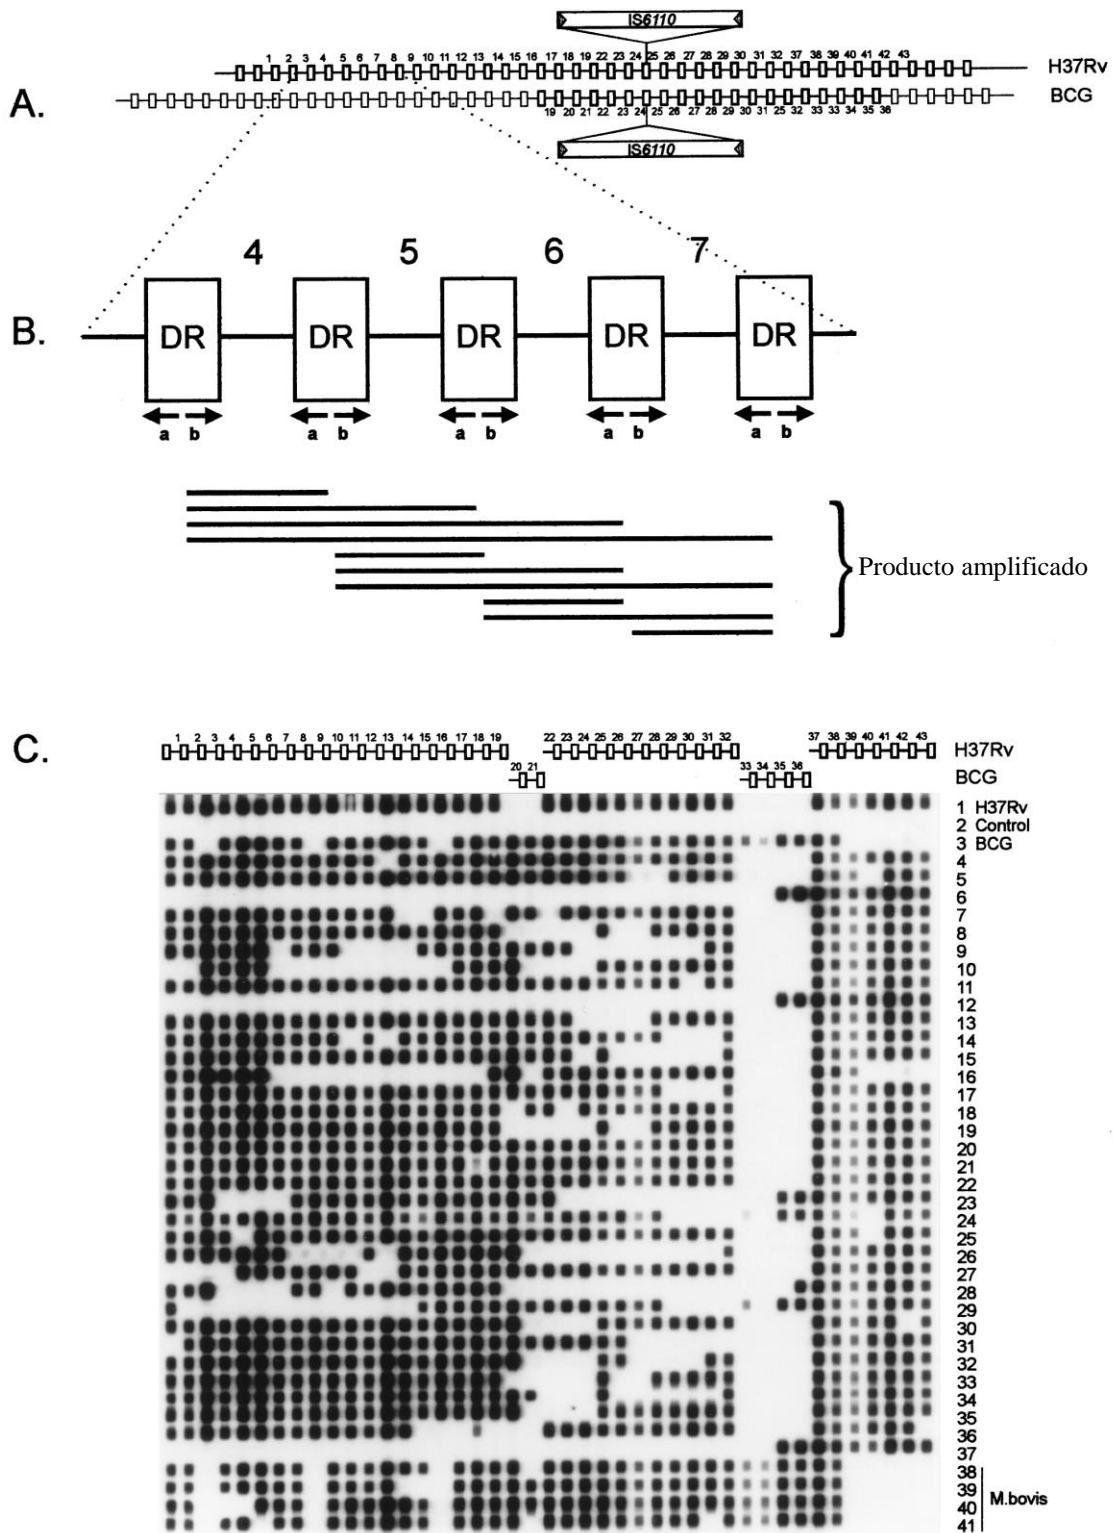 IS6110
1 2 3 4 5 6 7 8 9 10 11 12 13 14 15 16 17 18 19 22 23 24 25 26 27 28 29 30 31 32 37 38 39 40 41 42 43
H37Rv
BCG
A.
19 20 21 22 23 24 25 26 27 28 29 30 31 25 32 33 33 34 35 36
IS6110
4 5 6 7
B.
DR DR DR DR DR
a b a b a b a b a b
Producto amplificado
C.
1 2 3 4 5 6 7 8 9 10 11 12 13 14 15 16 17 18 19 22 23 24 25 26 27 28 29 30 31 32 37 38 39 40 41 42 43
H37Rv
20 21 33 34 35 36
BCG
1 H37Rv
2 Control
3 BCG
4
5
6
7
8
9
10
11
12
13
14
15
16
17
18
19
20
21
22
23
24
25
26
27
28
29
30
31
32
33
34
35
36
37
38
39
M.bovis
40
41